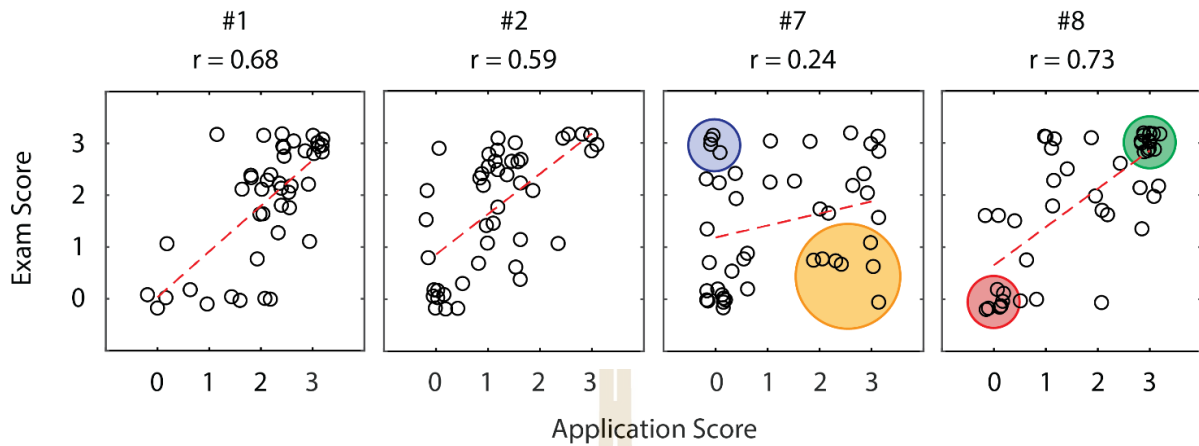 #1 #2 #7 #8
r = 0.68 r = 0.59 r = 0.24 r = 0.73
Exam Score
3
2
1
0
0 1 2 3 0 1 2 3 0 1 2 3 0 1 2 3
Application Score